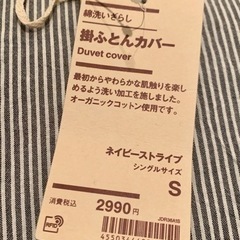 綿洗いざらし
掛ふとんカバー
Duvet cover
最初からやわらかな肌触りを楽し
めるよう洗い加工を施しました。
オーガニックコットン使用です。
ネイビーストライプ
シングルサイズ
S
消費税込 2990円
RFID
JDR38A1S